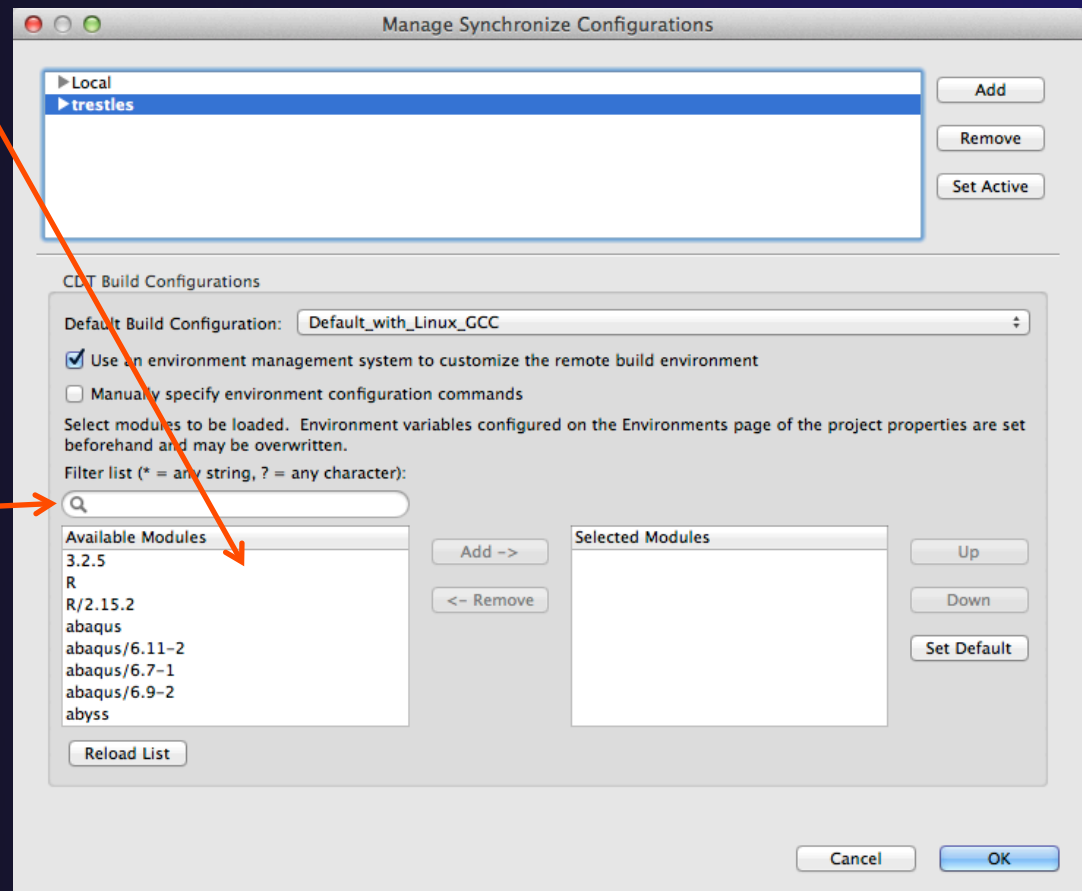 Manage Synchronize Configurations
Local
trestles
Add
Remove
Set Active
CDT Build Configurations
Default Build Configuration: Default_with_Linux_GCC
Use an environment management system to customize the remote build environment
Manually specify environment configuration commands
Select modules to be loaded. Environment variables configured on the Environments page of the project properties are set
beforehand and may be overwritten.
Filter list (* = any string, ? = any character):
Available Modules
3.2.5
R
R/2.15.2
abaqus
abaqus/6.11-2
abaqus/6.7-1
abaqus/6.9-2
abyss
Add ->
<- Remove
Selected Modules
Up
Down
Set Default
Reload List
Cancel
OK